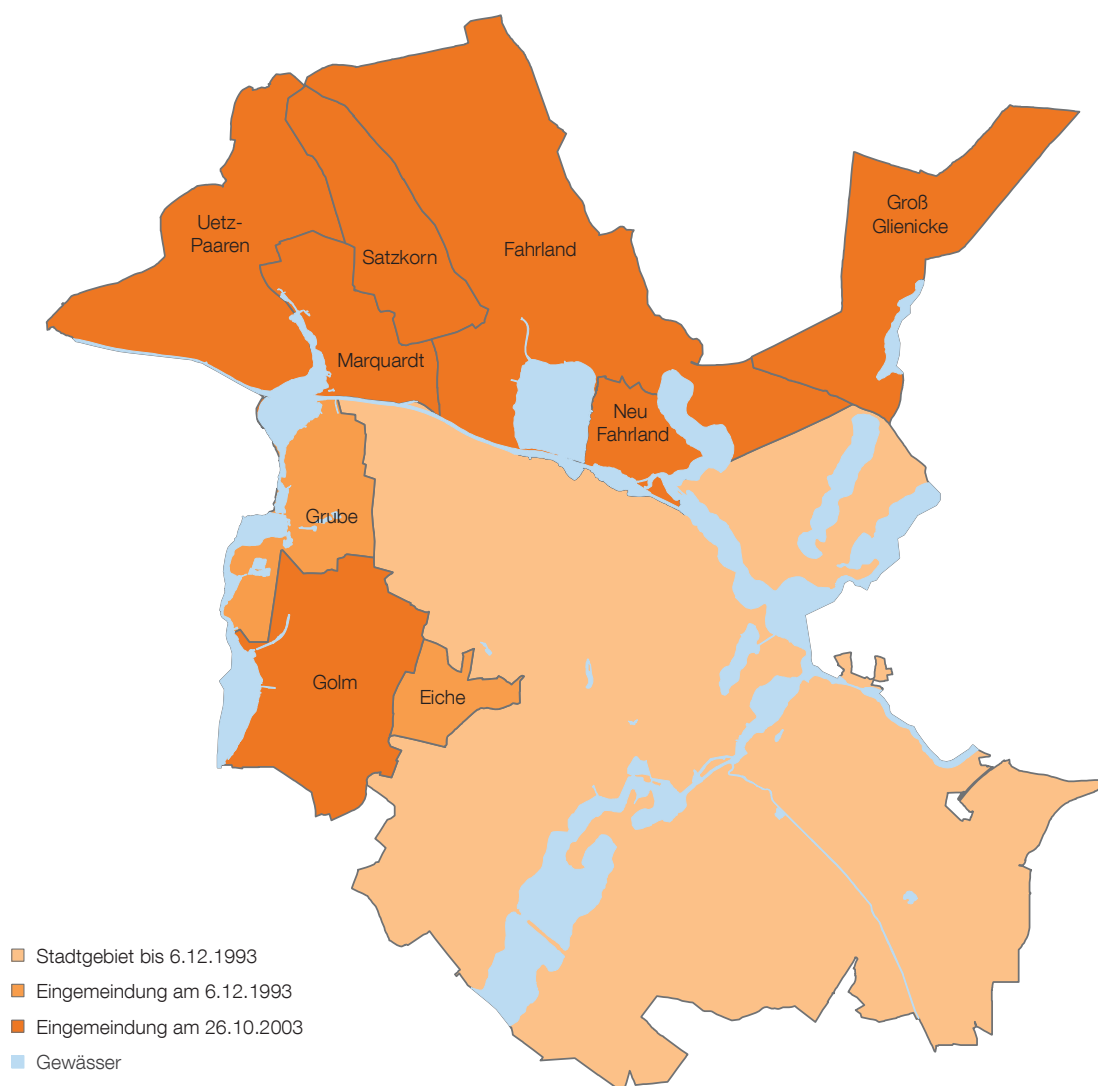 Groß
Glienicke
Uetz-
Paaren
Satzkorn
Fahrland
Marquardt
Neu
Fahrland
Grube
Golm
Eiche
Stadtgebiet bis 6.12.1993
Eingemeindung am 6.12.1993
Eingemeindung am 26.10.2003
Gewässer